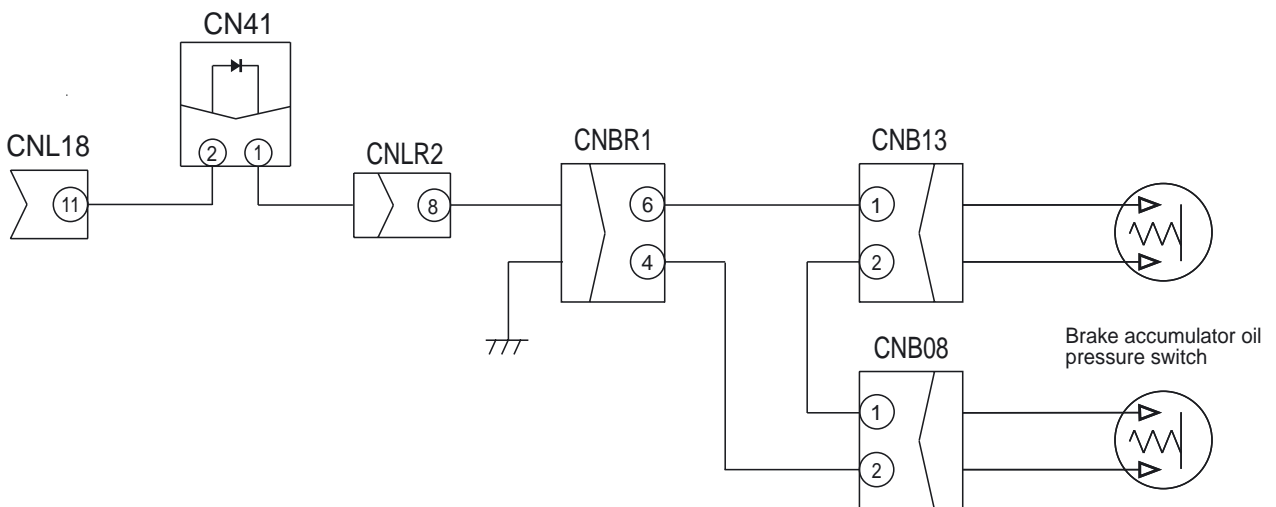 CN41
2 1
CNL18
11
CNLR2
8
CNBR1
6
4
CNB13
1
2
Brake accumulator oil
pressure switch
CNB08
1
2